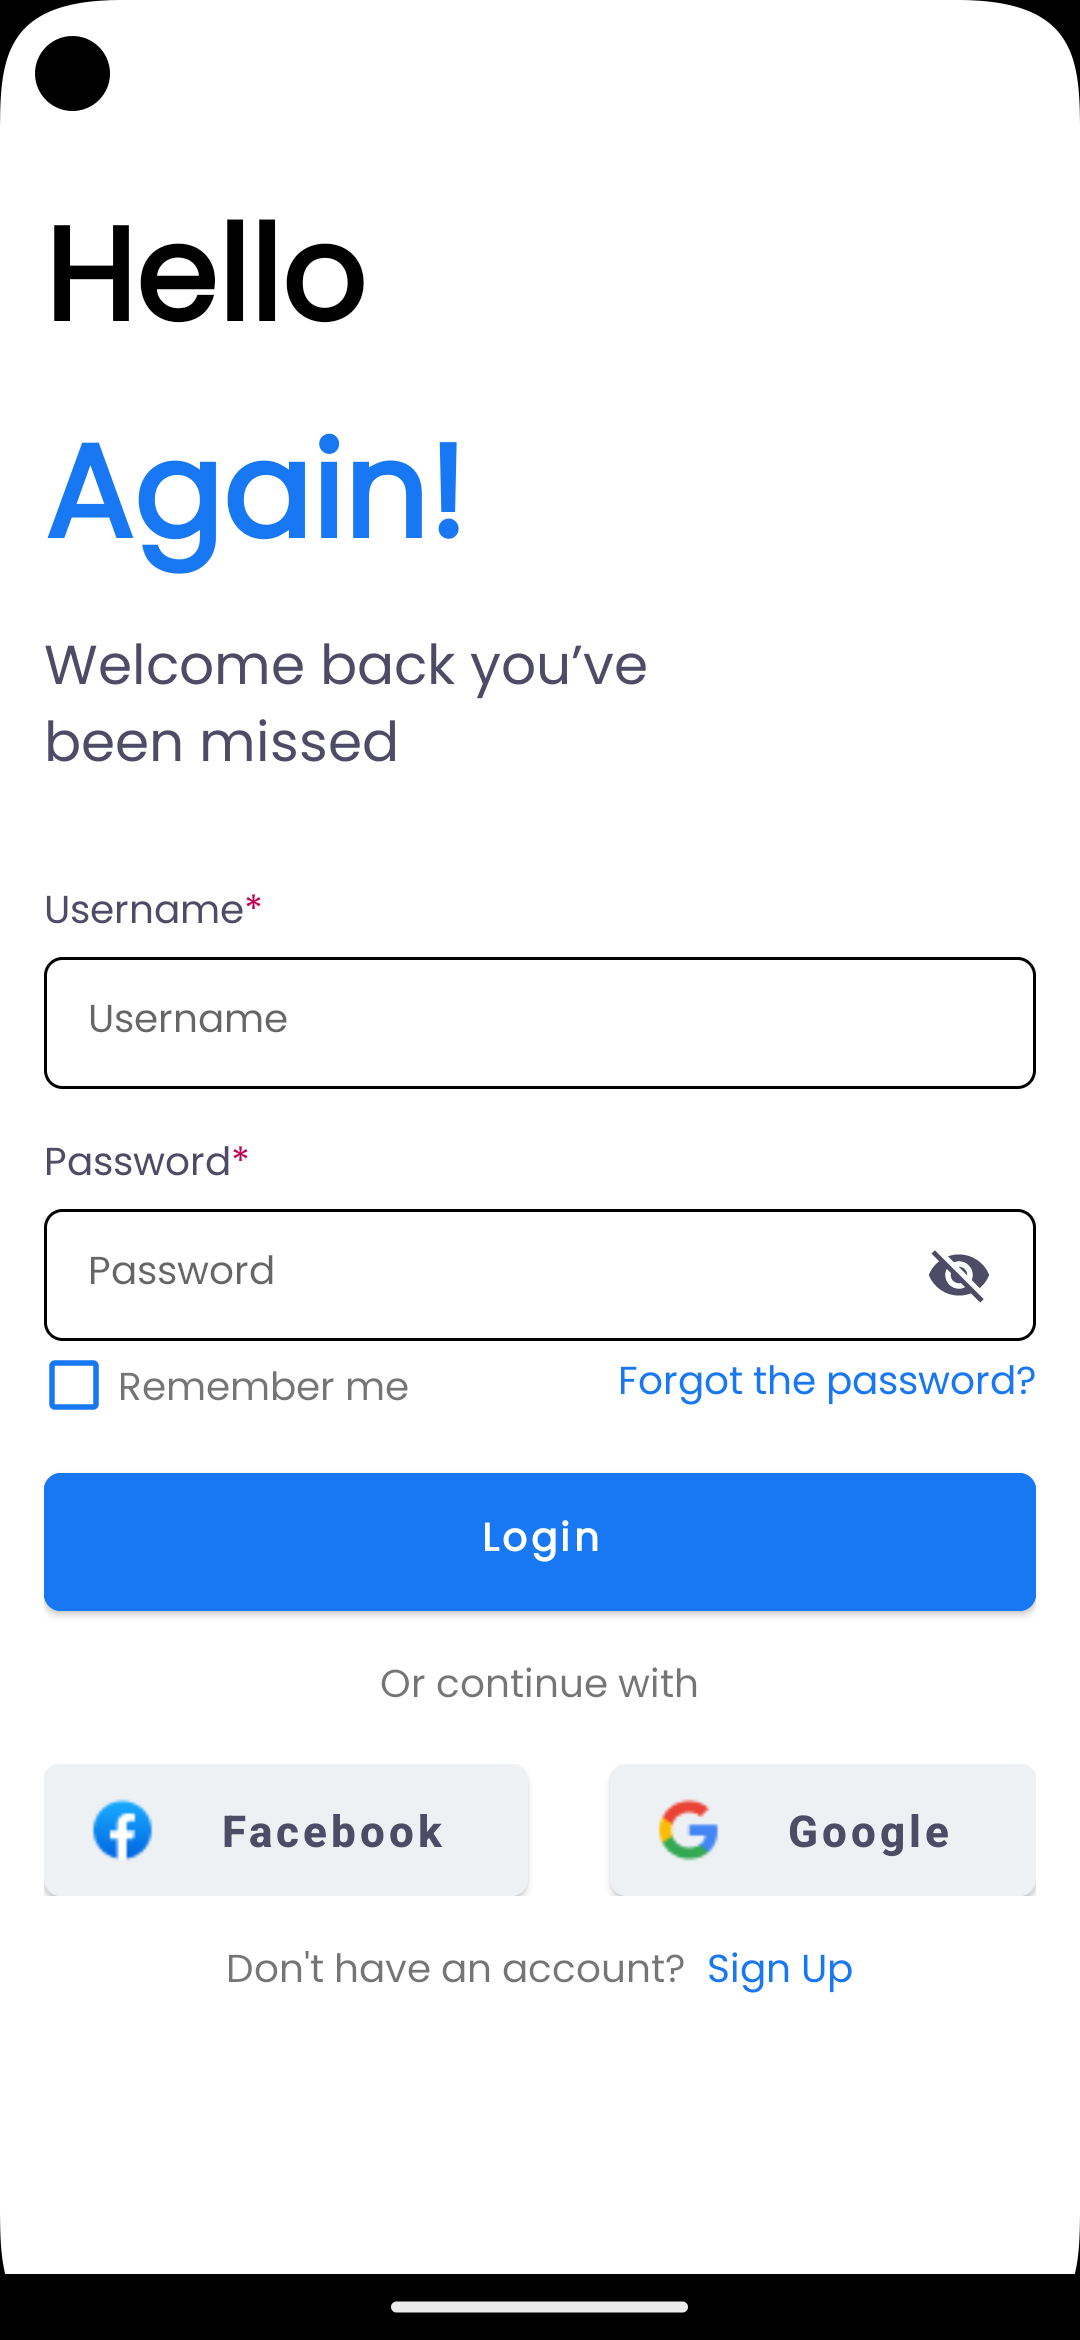 Hello
Again!
Welcome back you’ve
been missed
Username*
Username
Password*
Password
Remember me Forgot the password?
Login
Or continue with
Facebook Google
Don't have an account? Sign Up